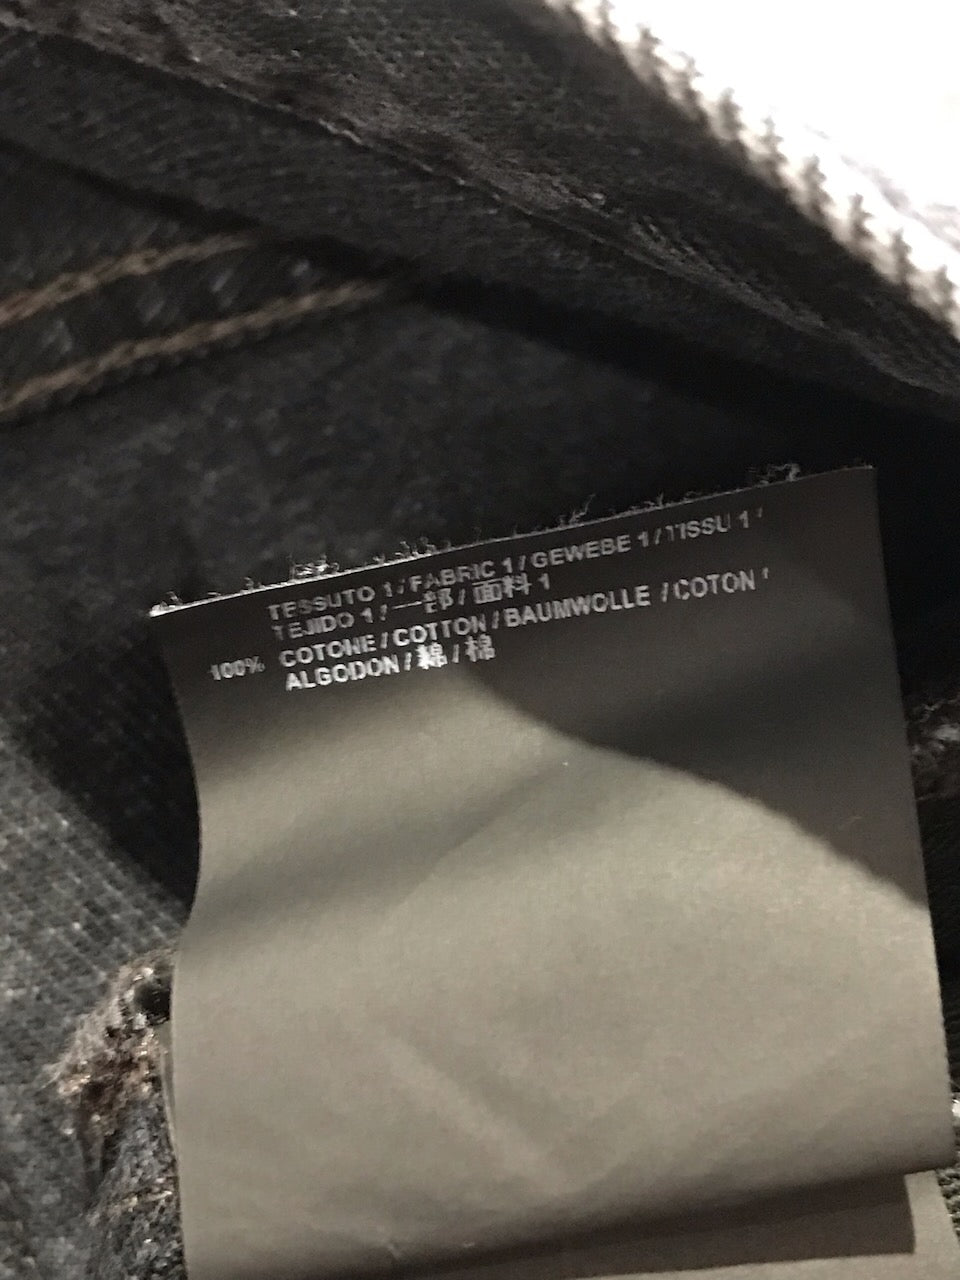 TESSUTO 1 / FABRIC 1 / GEWEBE 1 / TISSU 1 /
TEJIDO 1 / 一部 / 面料 1
100% COTONE / COTTON / BAUMWOLLE / COTON /
ALGODON / 綿 / 棉